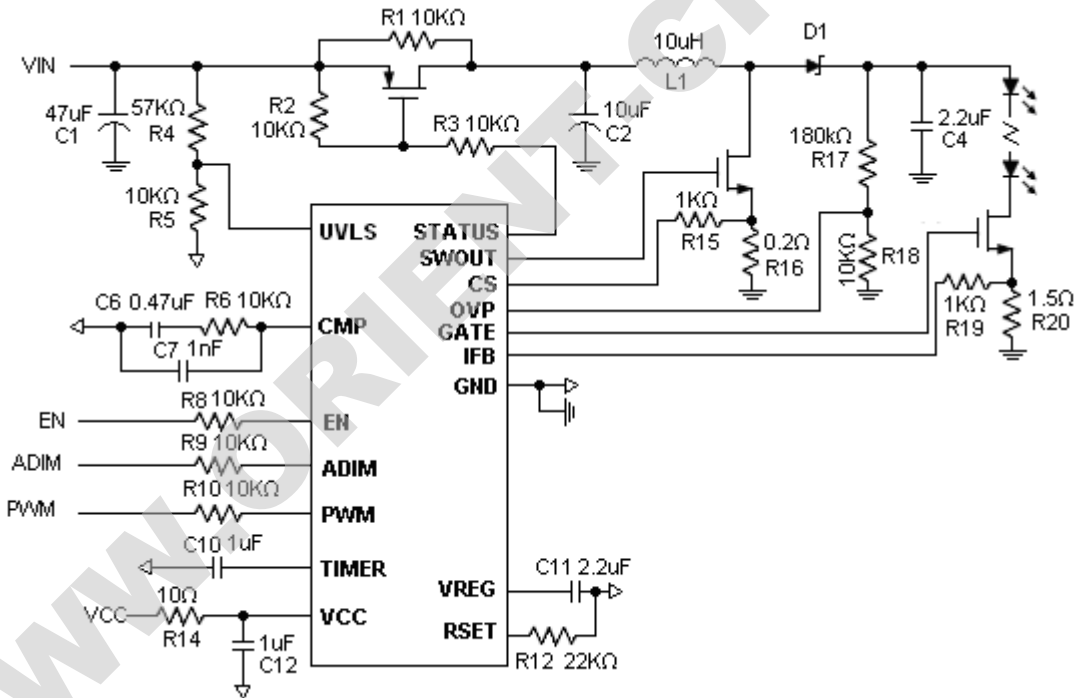 R1 10KΩ
10uH
D1
VIN
L1
47uF
C1
57KΩ
R4
R2
10KΩ
R3 10KΩ
10uF
C2
180kΩ
R17
2.2uF
C4
10KΩ
R5
1KΩ
R15
0.2Ω
R16
10KΩ
R18
1KΩ
R19
1.5Ω
R20
UVLS
STATUS
SWOUT
CS
OVP
GATE
IFB
GND
C6 0.47uF R6 10KΩ
CMP
C7 1nF
R8 10KΩ
EN
EN
R9 10KΩ
ADIM
ADIM
R10 10KΩ
PWM
PWM
C10 1uF
TIMER
10Ω
VCC
R14
VCC
1uF
C12
VREG
C11 2.2uF
RSET
R12 22KΩ
WWW.ORIENT.C